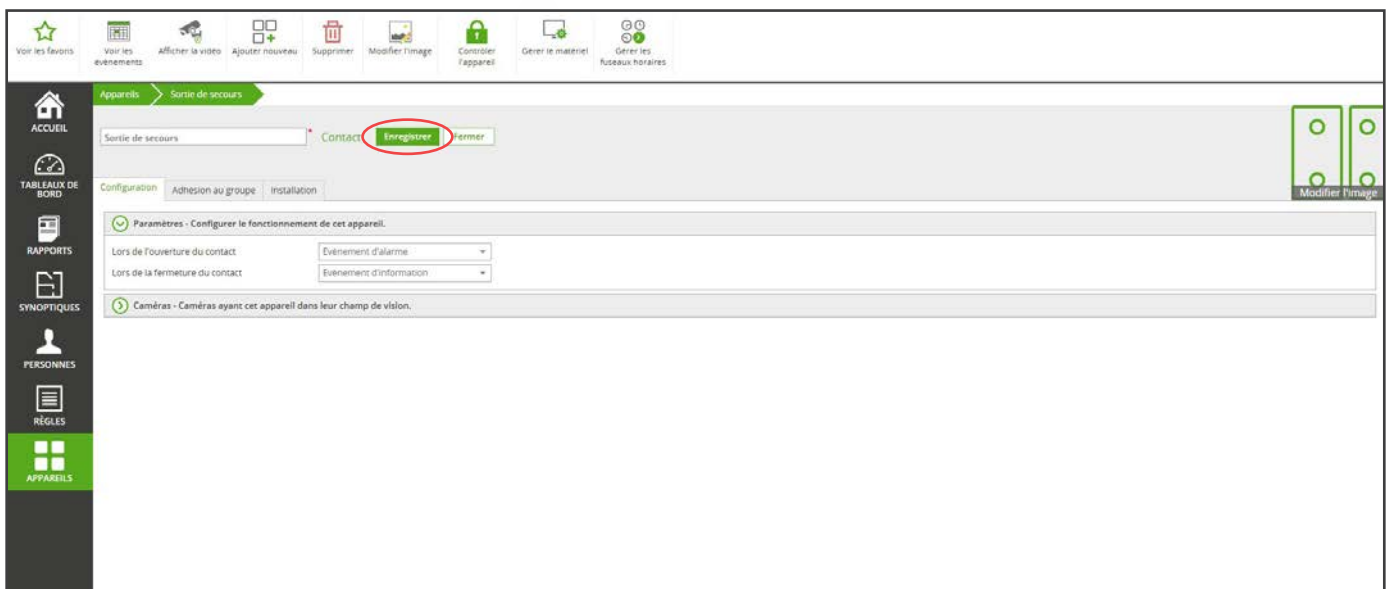 Voir les favoris
Voir les événements
Afficher la vidéo
Ajouter nouveau
Supprimer
Modifier l'image
Contrôler l'appareil
Gérer le matériel
Gérer les fuseaux horaires
ACCUEIL
TABLEAUX DE BORD
RAPPORTS
SYNOPTIQUES
PERSONNES
RÈGLES
APPAREILS
Appareils
Sortie de secours
Sortie de secours
* Contact
Enregistrer
Fermer
Modifier l'image
Configuration
Adhésion au groupe
Installation
Paramètres - Configurer le fonctionnement de cet appareil.
Lors de l'ouverture du contact
Événement d'alarme
Lors de la fermeture du contact
Événement d'information
Caméras - Caméras ayant cet appareil dans leur champ de vision.